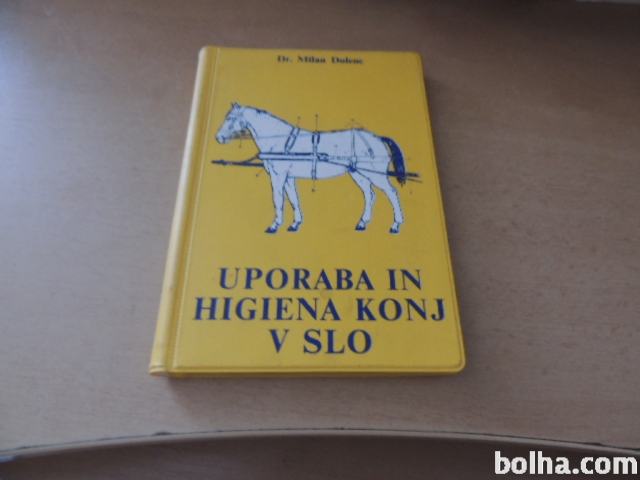 Dr. Milan Dolenc
UPORABA IN
HIGIENA KONJ
V SLO
bolha.com